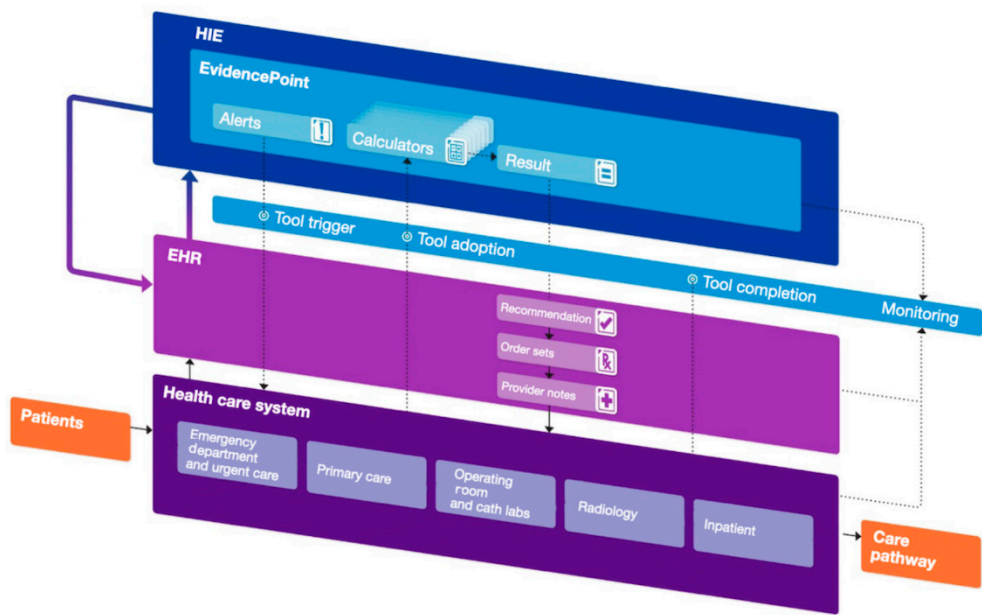 HIE
EvidencePoint
Alerts
Calculators
Result
Tool trigger
Tool adoption
Tool completion
Monitoring
EHR
Recommendation
Order sets
Rx
Provider notes
Health care system
Patients
Emergency
department
and urgent care
Primary care
Operating
room
and cath labs
Radiology
Inpatient
Care
pathway